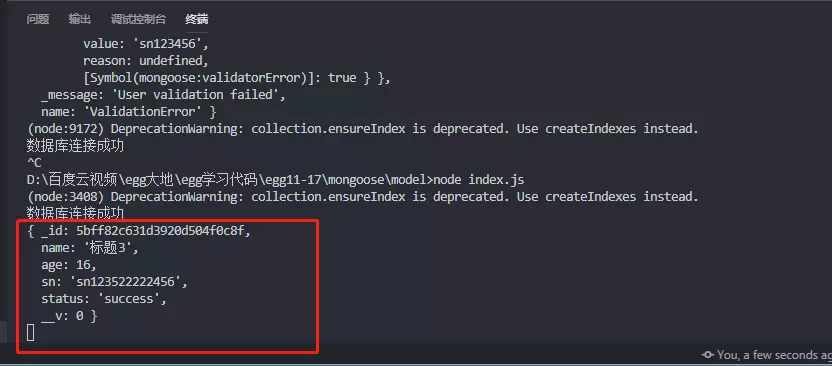 问题 输出 调试控制台 终端
value: 'sn123456',
reason: undefined,
[Symbol(mongoose:validatorError)]: true } },
_message: 'User validation failed',
name: 'ValidationError' }
(node:9172) DeprecationWarning: collection.ensureIndex is deprecated. Use createIndexes instead.
数据库连接成功
^C
D:\百度云视频\egg大地\egg学习代码\egg11-17\mongoose\model>node index.js
(node:3408) DeprecationWarning: collection.ensureIndex is deprecated. Use createIndexes instead.
数据库连接成功
{ _id: 5bff82c631d3920d504f0c8f,
name: '标题3',
age: 16,
sn: 'sn123522222456',
status: 'success',
__v: 0 }
You, a few seconds ag